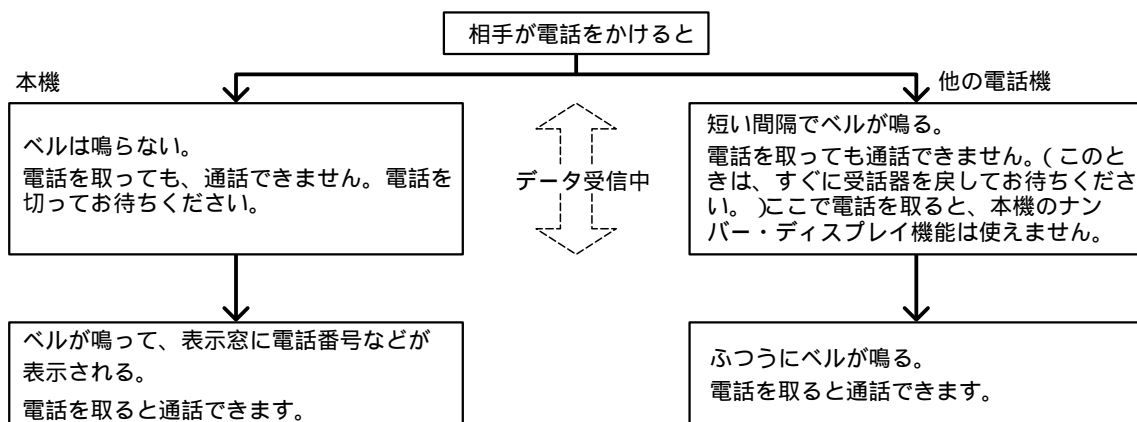 相手が電話をかけると
本機
他の電話機
ベルは鳴らない。
電話を取っても、通話できません。電話を
切ってお待ちください。
データ受信中
短い間隔でベルが鳴る。
電話を取っても通話できません。(このと
きは、すぐに受話器を戻してお待ちくださ
い。)ここで電話を取ると、本機のナン
バー・ディスプレイ機能は使えません。
ベルが鳴って、表示窓に電話番号などが
表示される。
電話を取ると通話できます。
ふつうにベルが鳴る。
電話を取ると通話できます。